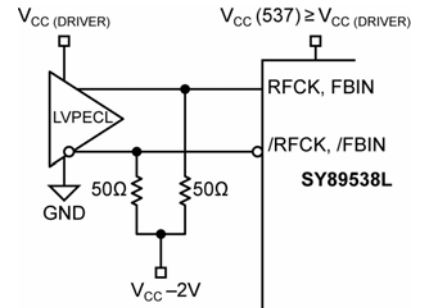 VCC (DRIVER)
VCC (537) ≥ VCC (DRIVER)
RFCK, FBIN
LVPECL
/RFCK, /FBIN
SY89538L
50Ω
50Ω
GND
VCC –2V